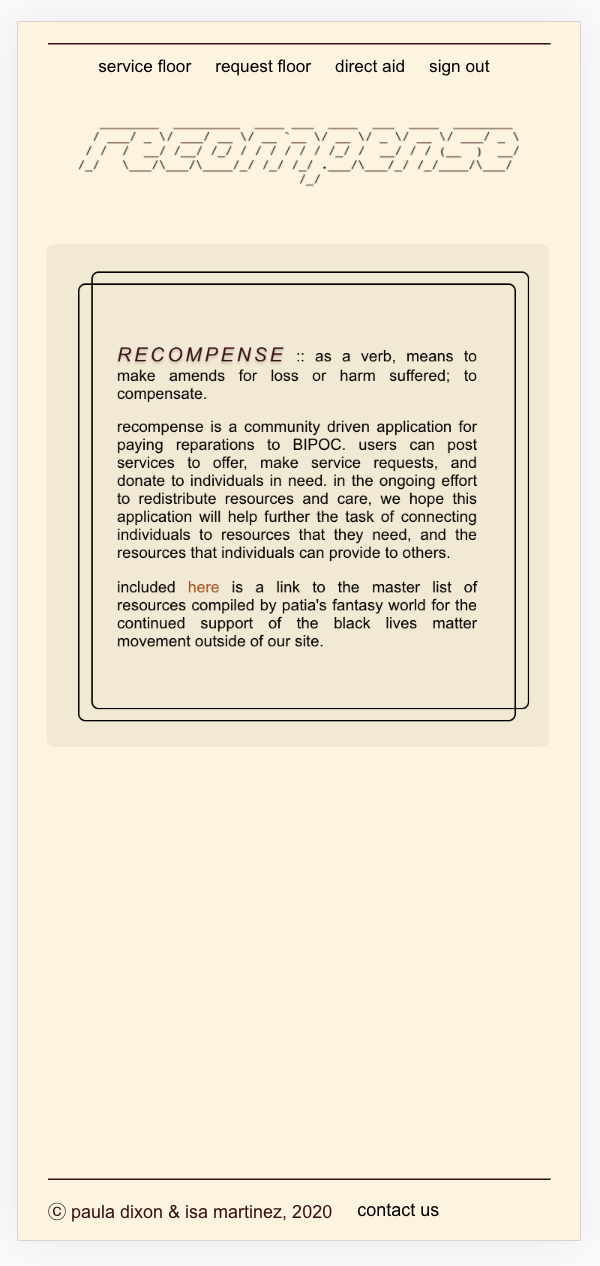 service floor request floor direct aid sign out
recompense
RECOMPENSE :: as a verb, means to
make amends for loss or harm suffered; to
compensate.
recompense is a community driven application for
paying reparations to BIPOC. users can post
services to offer, make service requests, and
donate to individuals in need. in the ongoing effort
to redistribute resources and care, we hope this
application will help further the task of connecting
individuals to resources that they need, and the
resources that individuals can provide to others.
included here is a link to the master list of
resources compiled by patia's fantasy world for the
continued support of the black lives matter
movement outside of our site.
ⓒ paula dixon & isa martinez, 2020 contact us